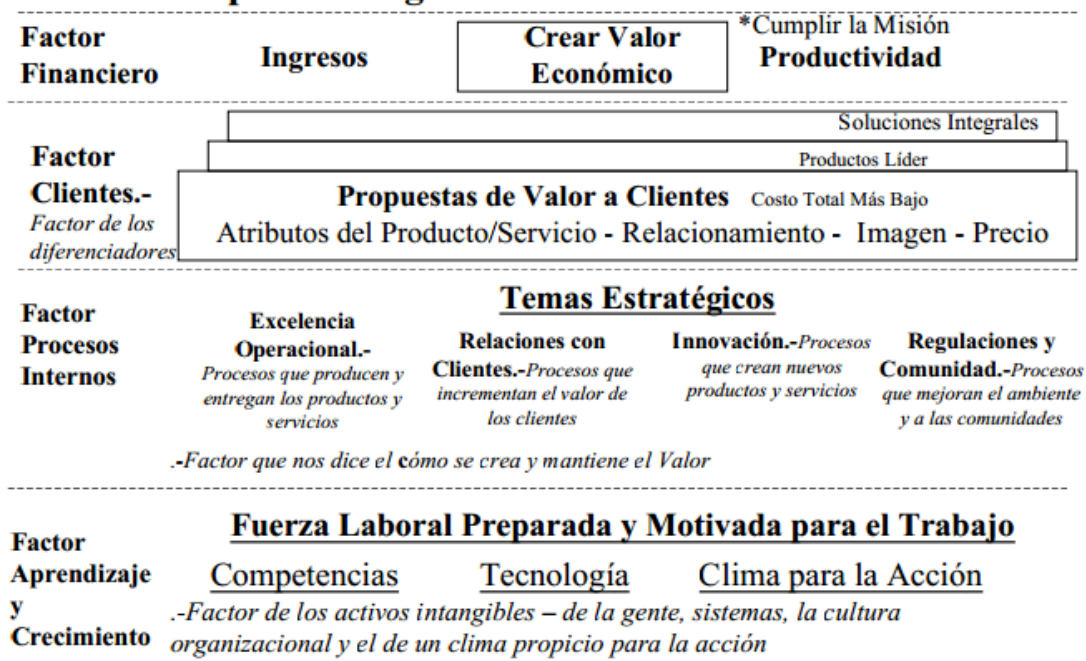 Factor Financiero
Ingresos
Crear Valor Económico
*Cumplir la Misión
Productividad
Factor Clientes.-
Factor de los diferenciadores
Soluciones Integrales
Productos Líder
Propuestas de Valor a Clientes Costo Total Más Bajo
Atributos del Producto/Servicio - Relacionamiento - Imagen - Precio
Factor Procesos Internos
Temas Estratégicos
Excelencia Operacional.-
Procesos que producen y
entregan los productos y
servicios
Relaciones con
Clientes.-Procesos que
incrementan el valor de
los clientes
Innovación.-Procesos
que crean nuevos
productos y servicios
Regulaciones y
Comunidad.-Procesos
que mejoran el ambiente
y a las comunidades
.-Factor que nos dice el cómo se crea y mantiene el Valor
Factor
Aprendizaje
y
Crecimiento
Fuerza Laboral Preparada y Motivada para el Trabajo
Competencias Tecnología Clima para la Acción
.-Factor de los activos intangibles – de la gente, sistemas, la cultura
organizacional y el de un clima propicio para la acción